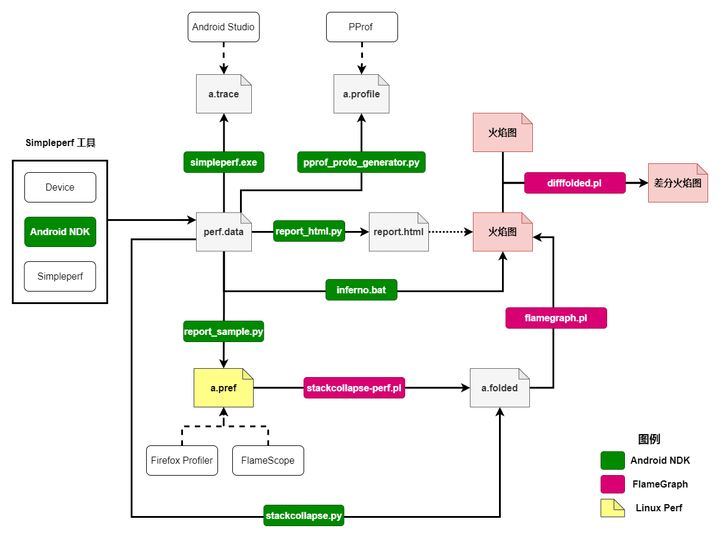 Android Studio
PProf
a.trace
a.profile
Simpleperf 工具
Device
Android NDK
Simpleperf
simpleperf.exe
pprof_proto_generator.py
火焰图
difffolded.pl
差分火焰图
perf.data
report_html.py
report.html
火焰图
inferno.bat
flamegraph.pl
report_sample.py
a.pref
stackcollapse-perf.pl
a.folded
Firefox Profiler
FlameScope
stackcollapse.py
图例
Android NDK
FlameGraph
Linux Perf